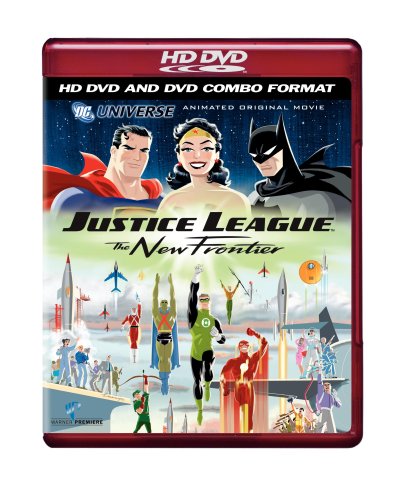 HD DVD
HD DVD AND DVD COMBO FORMAT
DC UNIVERSE ANIMATED ORIGINAL MOVIE
JUSTICE LEAGUE
The New Frontier
WARNER PREMIERE